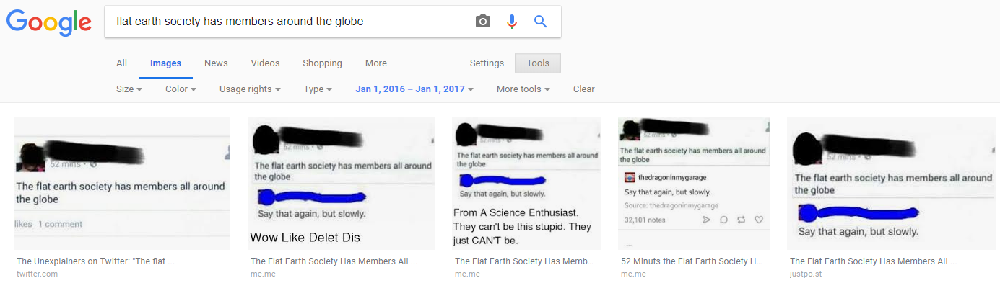 Google
flat earth society has members around the globe
All Images News Videos Shopping More Settings Tools
Size Color Usage rights Type Jan 1, 2016 – Jan 1, 2017 More tools Clear
52 mins
The flat earth society has members all around
the globe
likes 1 comment
The Unexplainers on Twitter: "The flat ...
twitter.com
52 mins
The flat earth society has members all around
the globe
Say that again, but slowly.
Wow Like Delet Dis
The Flat Earth Society Has Members All ...
me.me
52 mins
The flat earth society has members all around
the globe
Say that again, but slowly.
From A Science Enthusiast.
They can't be this stupid. They
just CAN'T be.
The Flat Earth Society Has Memb...
me.me
52 mins
The flat earth society has members all around
the globe
thedragoninmygarage
Say that again, but slowly.
Source: thedragoninmygarage
32,101 notes
52 Minuts the Flat Earth Society H...
me.me
52 mins
The flat earth society has members all around
the globe
Say that again, but slowly.
The Flat Earth Society Has Members All ...
justpo.st